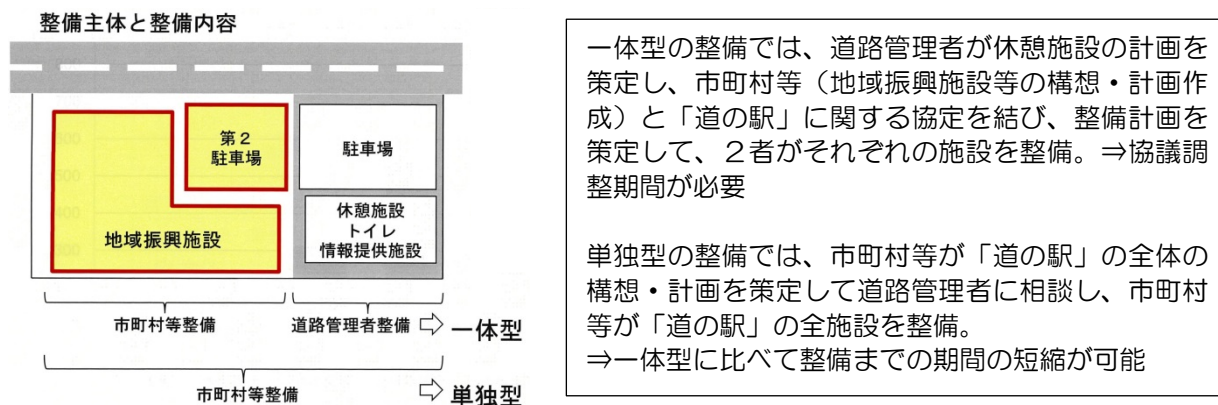 整備主体と整備内容
第２
駐車場
駐車場
地域振興施設
休憩施設
トイレ
情報提供施設
市町村等整備
道路管理者整備
⇨一体型
市町村等整備
⇨単独型
一体型の整備では、道路管理者が休憩施設の計画を
策定し、市町村等（地域振興施設等の構想・計画作
成）と「道の駅」に関する協定を結び、整備計画を
策定して、２者がそれぞれの施設を整備。⇒協議調
整期間が必要
単独型の整備では、市町村等が「道の駅」の全体の
構想・計画を策定して道路管理者に相談し、市町村
等が「道の駅」の全施設を整備。
⇒一体型に比べて整備までの期間の短縮が可能